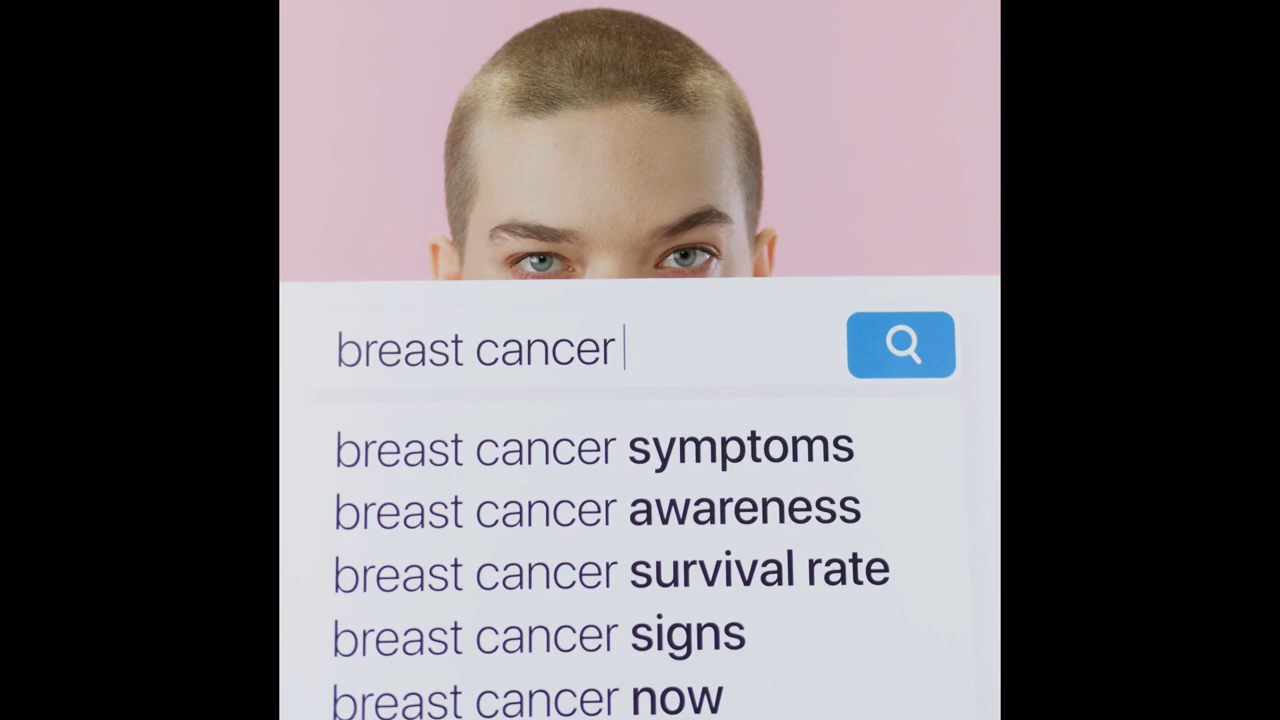 breast cancer
breast cancer symptoms
breast cancer awareness
breast cancer survival rate
breast cancer signs
breast cancer now